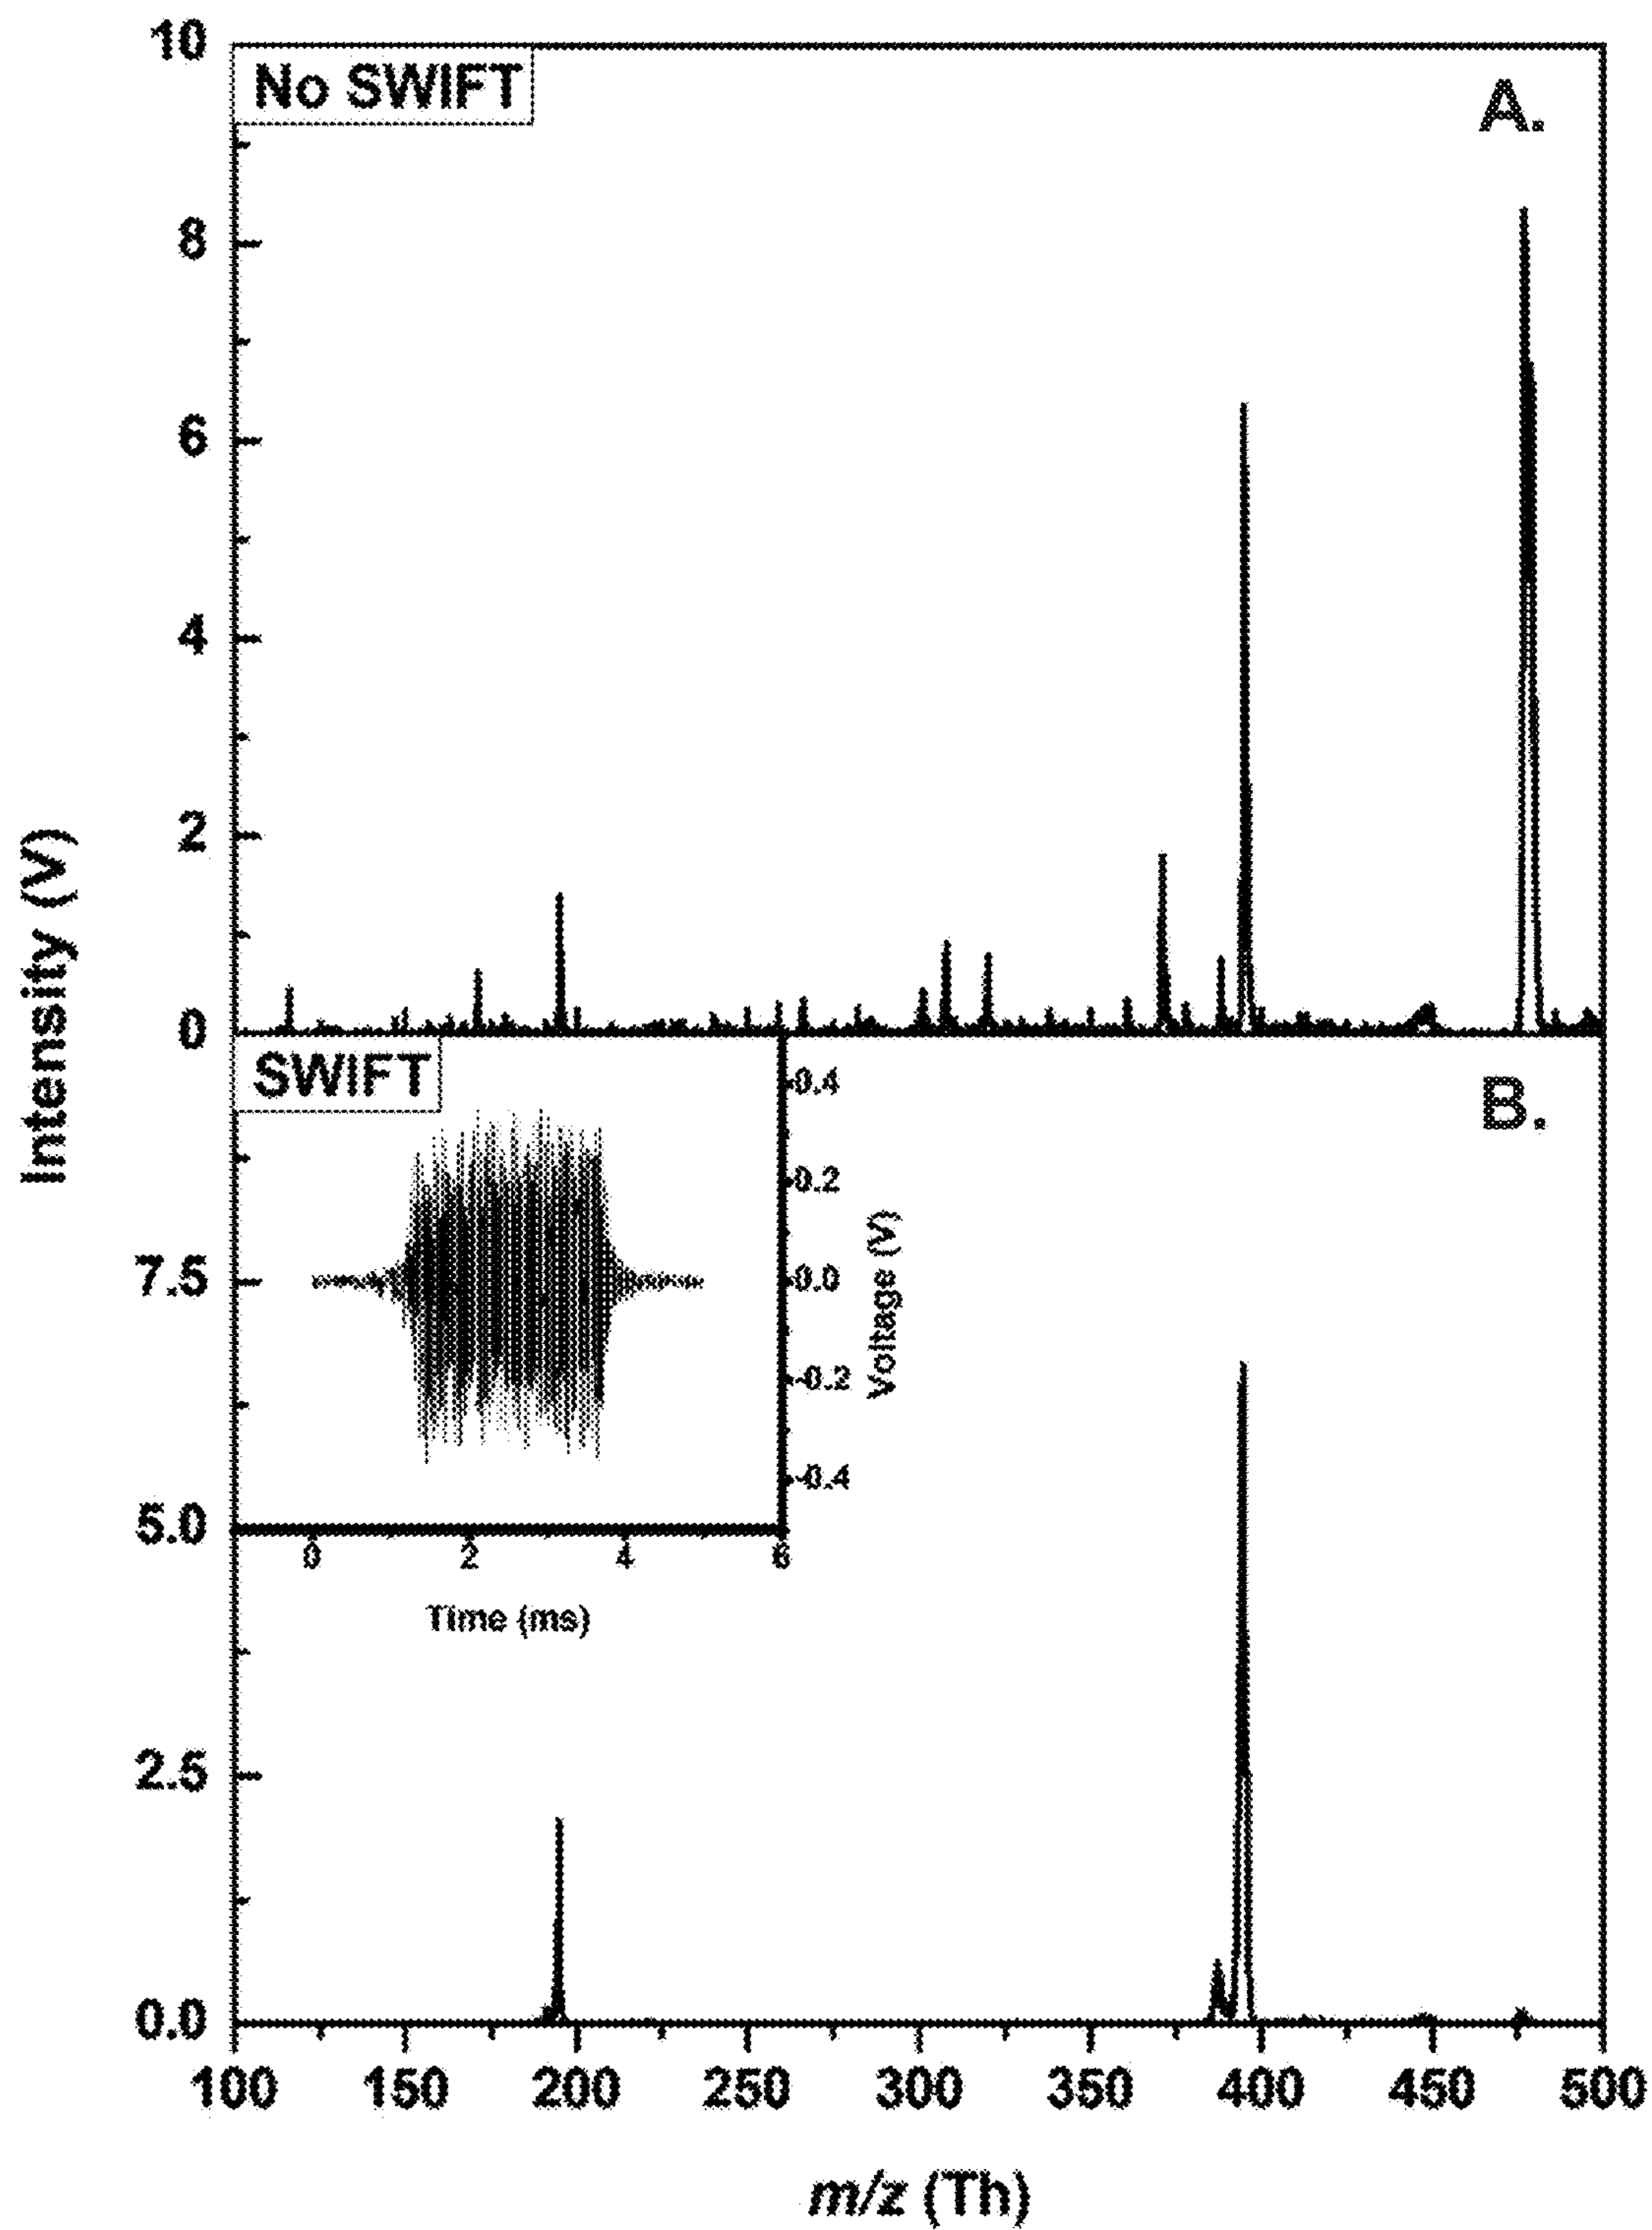 10
No SWIFT
A.
8
6
4
2
0
Intensity (V)
SWIFT
B.
0.4
0.2
0.0
-0.2
-0.4
Voltage (V)
7.5
5.0
2.5
0.0
0 2 4 6
Time (ms)
100 150 200 250 300 350 400 450 500
m/z (Th)